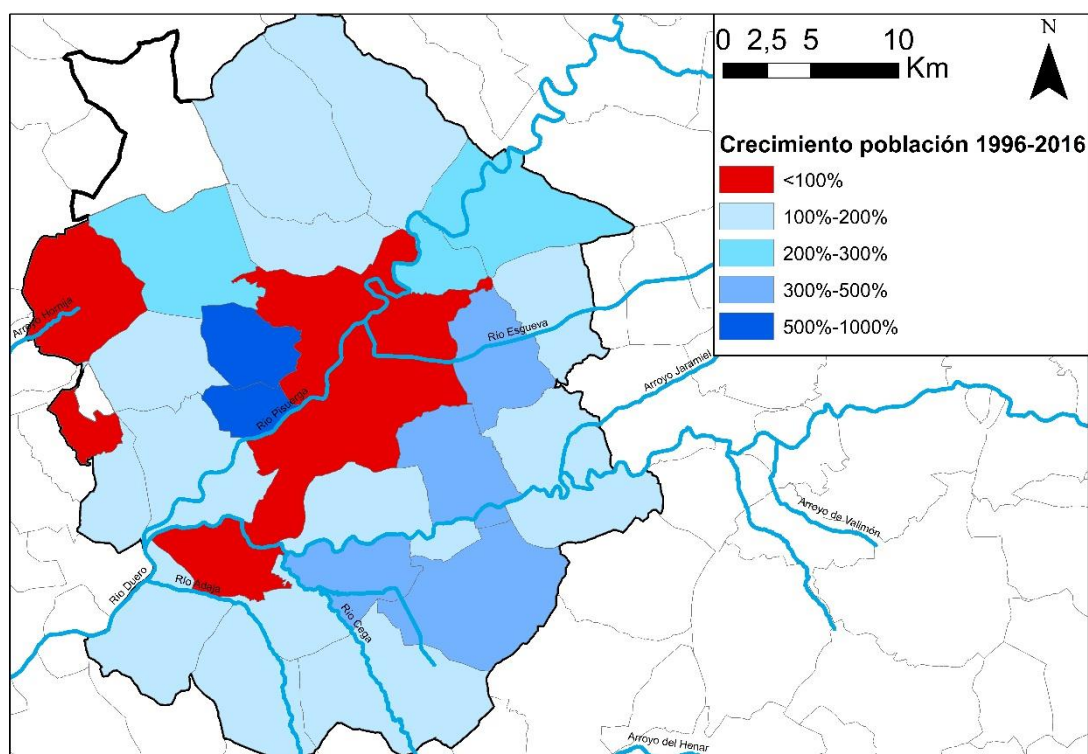 0 2,5 5 10
Km
N
Crecimiento población 1996-2016
<100%
100%-200%
200%-300%
300%-500%
500%-1000%
Arroyo Hornija
Río Esgueva
Arroyo Jaramiel
Río Pisuerga
Arroyo de Valimón
Río Duero
Río Adaja
Río Cega
Arroyo del Henar